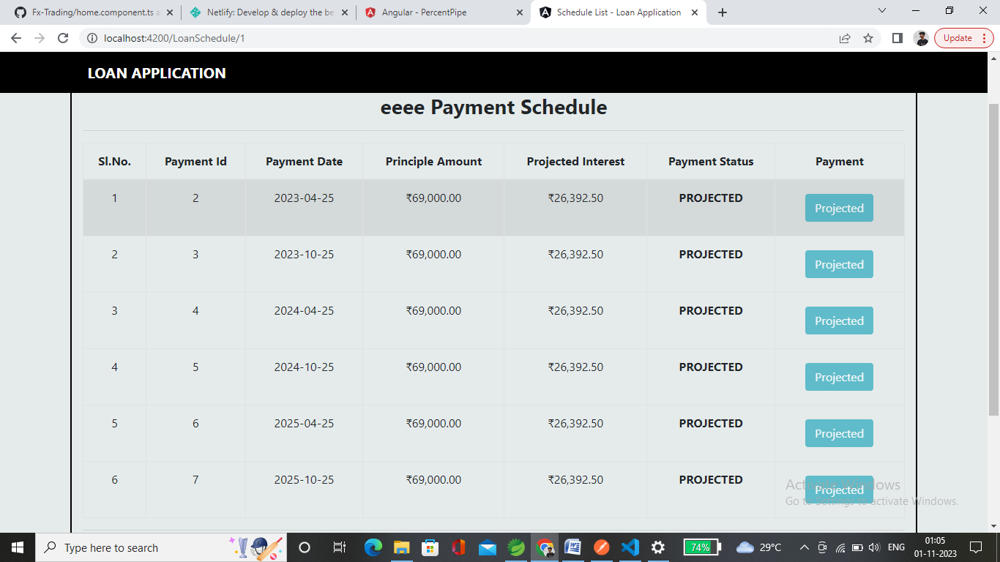 Fx-Trading/home.component.ts a
Netlify: Develop & deploy the be
Angular - PercentPipe
Schedule List - Loan Application
localhost:4200/LoanSchedule/1
Update
LOAN APPLICATION
eeee Payment Schedule
Sl.No. Payment Id Payment Date Principle Amount Projected Interest Payment Status Payment
1 2 2023-04-25 ₹69,000.00 ₹26,392.50 PROJECTED Projected
2 3 2023-10-25 ₹69,000.00 ₹26,392.50 PROJECTED Projected
3 4 2024-04-25 ₹69,000.00 ₹26,392.50 PROJECTED Projected
4 5 2024-10-25 ₹69,000.00 ₹26,392.50 PROJECTED Projected
5 6 2025-04-25 ₹69,000.00 ₹26,392.50 PROJECTED Projected
6 7 2025-10-25 ₹69,000.00 ₹26,392.50 PROJECTED Projected
Activate Windows
Go to Settings to activate Windows.
Type here to search
74%
29°C
ENG
01:05
01-11-2023